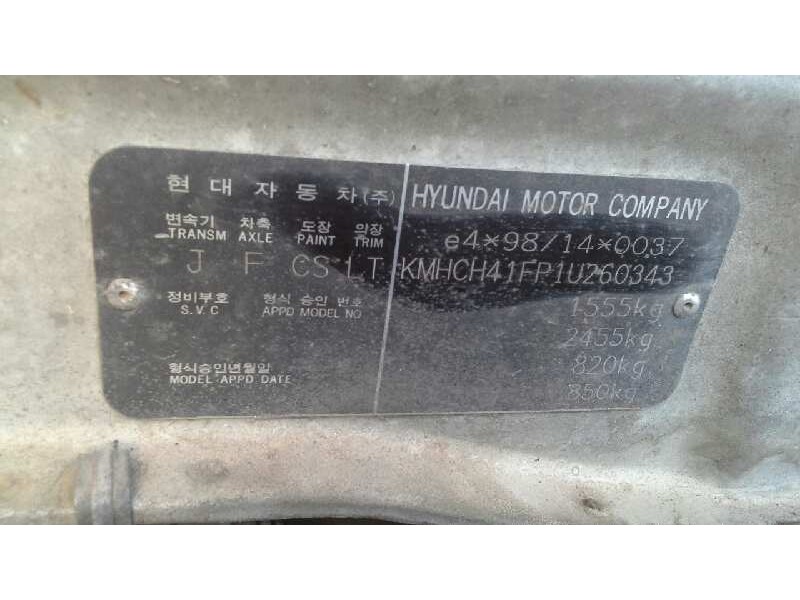 현대자동차(주) HYUNDAI MOTOR COMPANY
변속기 차축 도장 의장
TRANSM AXLE PAINT TRIM
e4*98/14*0037
J F CS LT KMHCH41FP1U260343
정비부호 형식 승인 번호
S.V.C APPD MODEL NO
1555kg
2455kg
형식승인년월일
MODEL APPD DATE
820kg
850kg